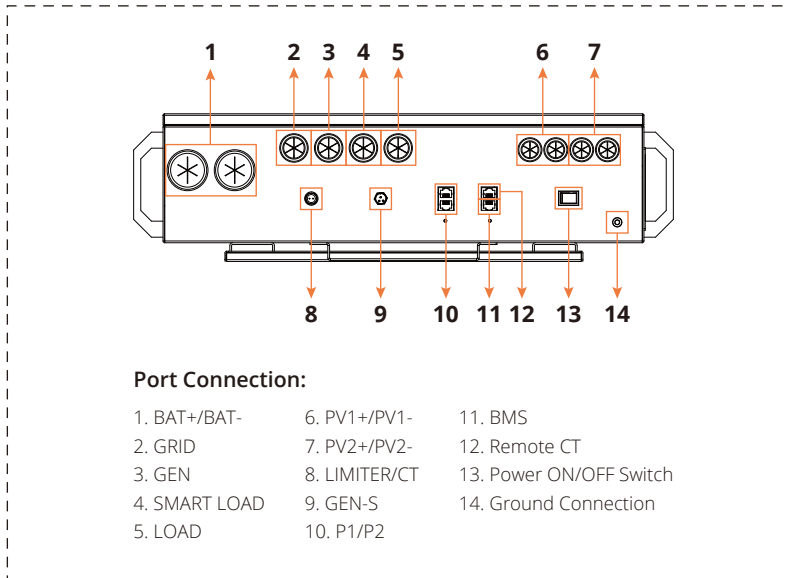 1 2 3 4 5 6 7
8 9 10 11 12 13 14
Port Connection:
1. BAT+/BAT-
2. GRID
3. GEN
4. SMART LOAD
5. LOAD
6. PV1+/PV1-
7. PV2+/PV2-
8. LIMITER/CT
9. GEN-S
10. P1/P2
11. BMS
12. Remote CT
13. Power ON/OFF Switch
14. Ground Connection